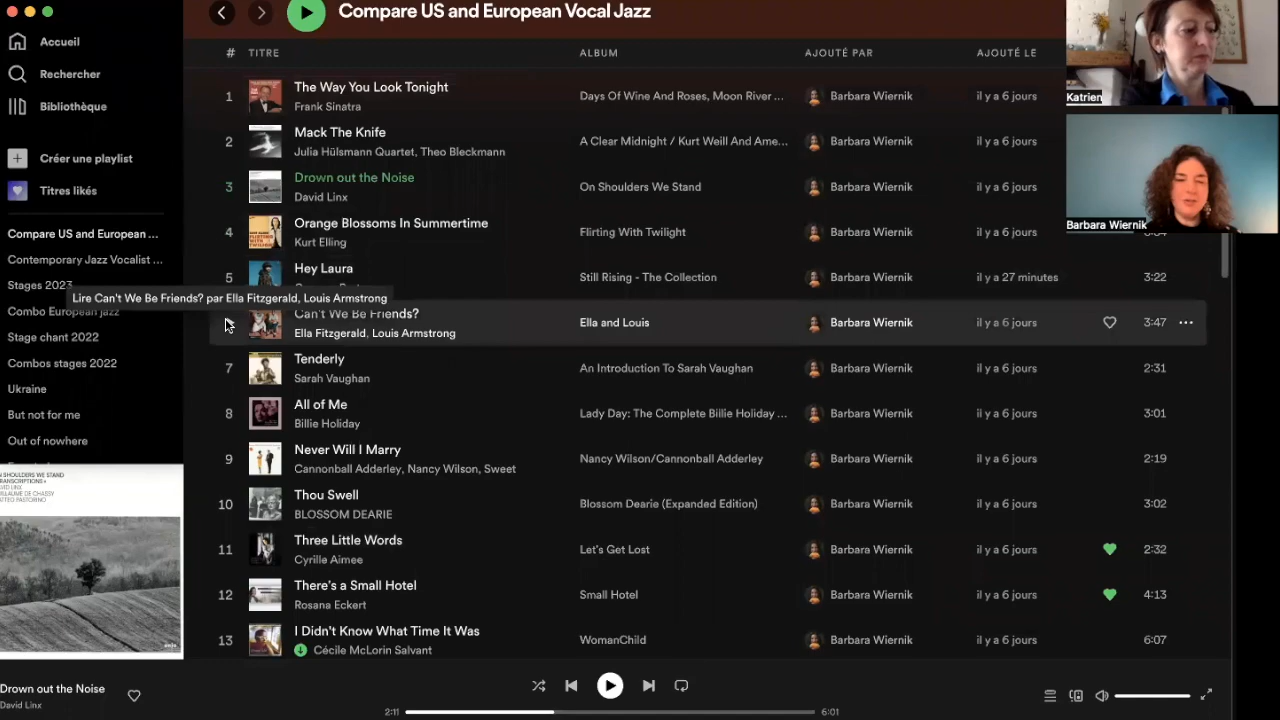 Compare US and European Vocal Jazz
Accueil
Rechercher
Bibliothèque
Créer une playlist
Titres likés
Compare US and European ...
Contemporary Jazz Vocalist ...
Stages 2023
Combo European jazz
Stage chant 2022
Combos stages 2022
Ukraine
But not for me
Out of nowhere
# TITRE ALBUM AJOUTÉ PAR AJOUTÉ LE
1 The Way You Look Tonight Days Of Wine And Roses, Moon River ... Barbara Wiernik il y a 6 jours
Frank Sinatra
2 Mack The Knife A Clear Midnight / Kurt Weill And Ame... Barbara Wiernik il y a 6 jours
Julia Hülsmann Quartet, Theo Bleckmann
3 Drown out the Noise On Shoulders We Stand Barbara Wiernik il y a 6 jours
David Linx
4 Orange Blossoms In Summertime Flirting With Twilight Barbara Wiernik il y a 6 jours
Kurt Elling
5 Hey Laura Still Rising - The Collection Barbara Wiernik il y a 27 minutes 3:22
Lire Can't We Be Friends? par Ella Fitzgerald, Louis Armstrong
Can't We Be Friends? Ella and Louis Barbara Wiernik il y a 6 jours 3:47
Ella Fitzgerald, Louis Armstrong
7 Tenderly An Introduction To Sarah Vaughan Barbara Wiernik il y a 6 jours 2:31
Sarah Vaughan
8 All of Me Lady Day: The Complete Billie Holiday ... Barbara Wiernik il y a 6 jours 3:01
Billie Holiday
9 Never Will I Marry Nancy Wilson/Cannonball Adderley Barbara Wiernik il y a 6 jours 2:19
Cannonball Adderley, Nancy Wilson, Sweet
10 Thou Swell Blossom Dearie (Expanded Edition) Barbara Wiernik il y a 6 jours 3:02
BLOSSOM DEARIE
11 Three Little Words Let's Get Lost Barbara Wiernik il y a 6 jours 2:32
Cyrille Aimee
12 There's a Small Hotel Small Hotel Barbara Wiernik il y a 6 jours 4:13
Rosana Eckert
13 I Didn't Know What Time It Was WomanChild Barbara Wiernik il y a 6 jours 6:07
Cécile McLorin Salvant
Katrien
Barbara Wiernik
SHOULDERS WE STAND
Drown out the Noise
David Linx
2:11 6:01